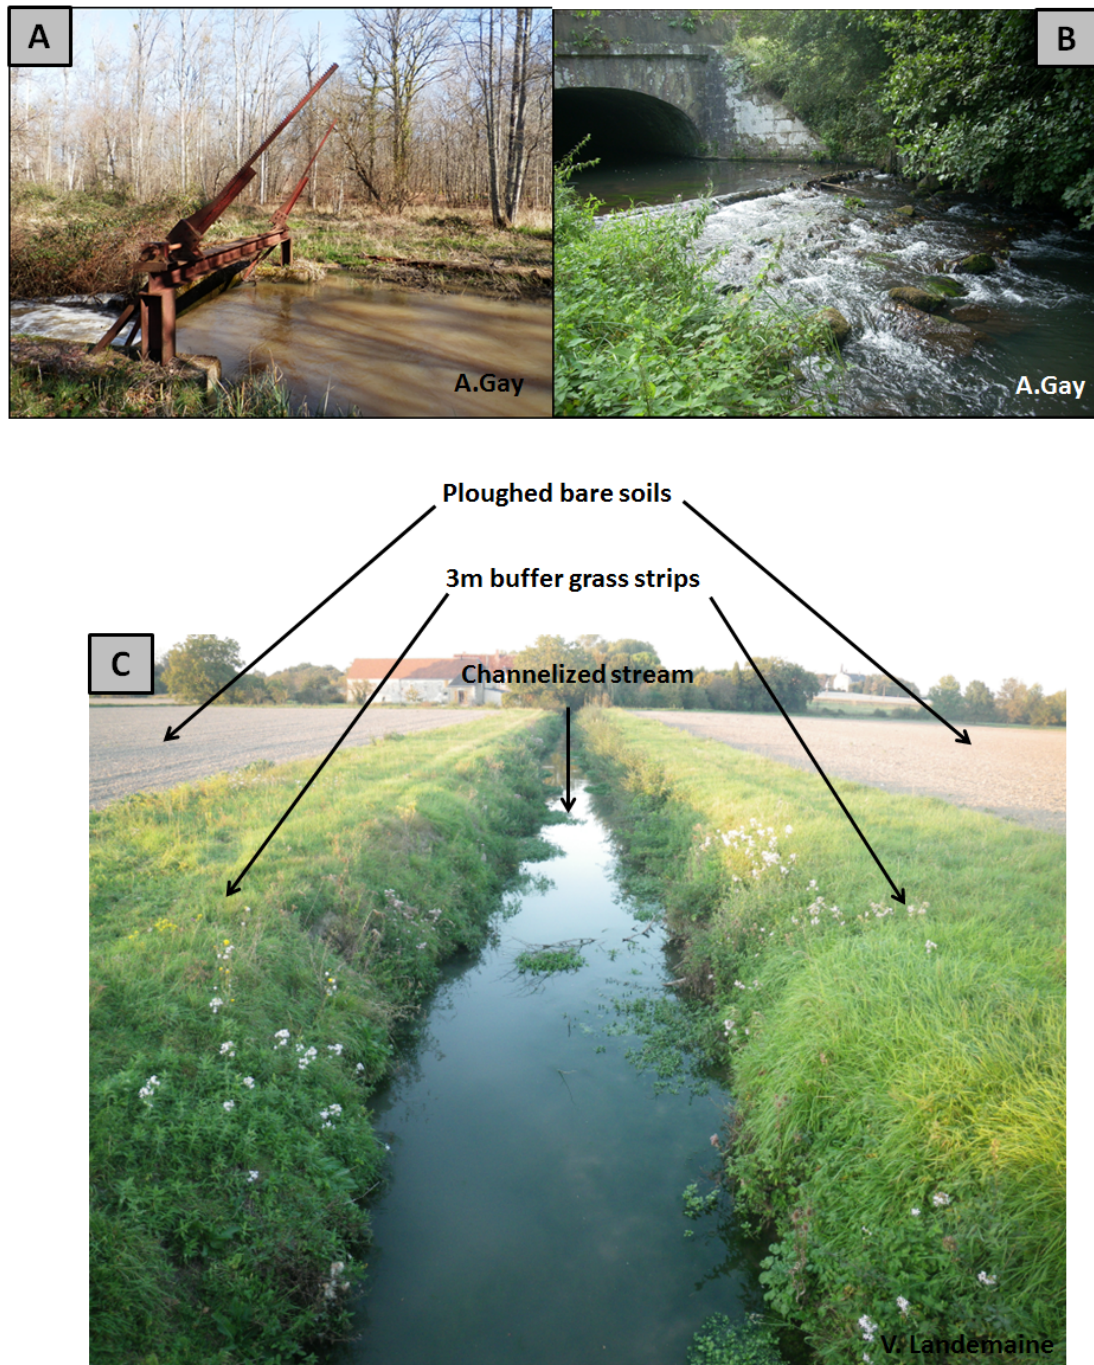 A
B
A.Gay
A.Gay
Ploughed bare soils
3m buffer grass strips
C
Channelized stream
V. Landemaine